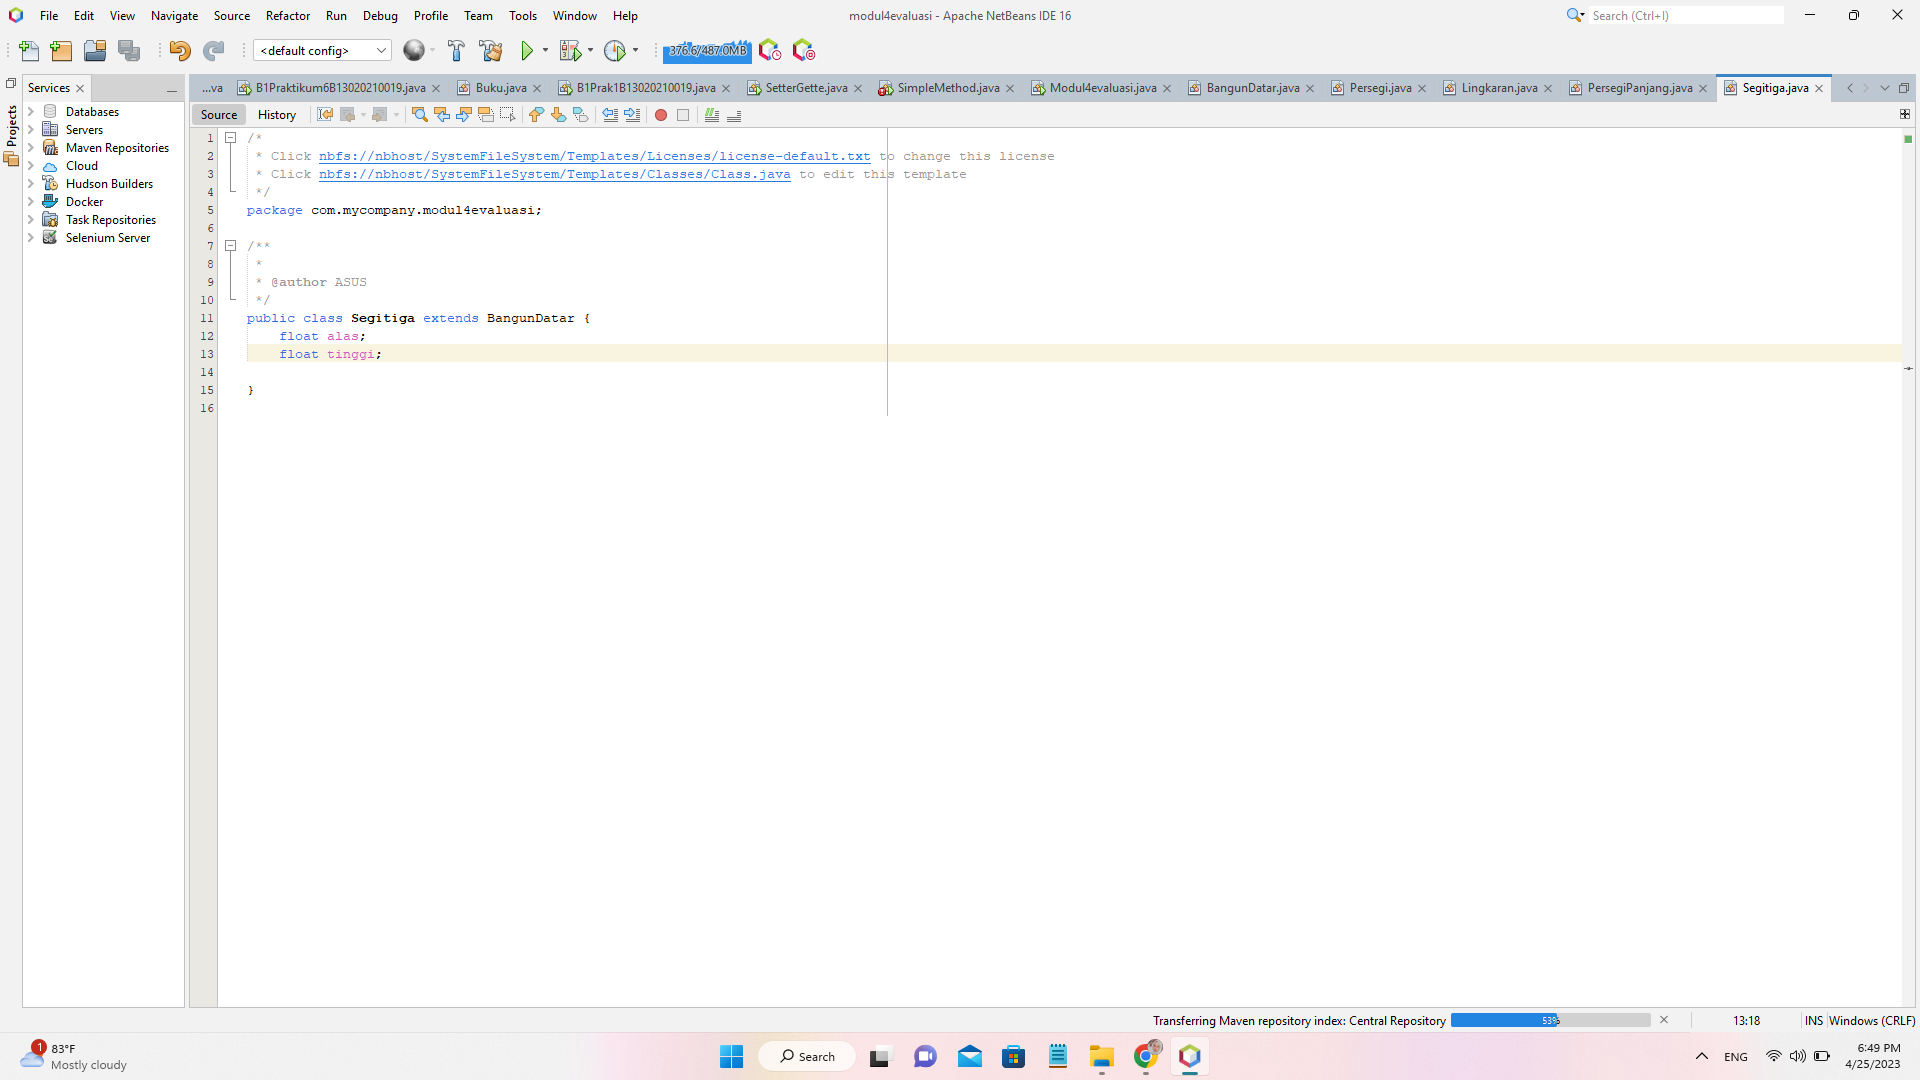 File Edit View Navigate Source Refactor Run Debug Profile Team Tools Window Help
modul4evaluasi - Apache NetBeans IDE 16
Search (Ctrl+I)
<default config>
376.6/487.0MB
Projects
Services
...va B1Praktikum6B13020210019.java Buku.java B1Prak1B13020210019.java SetterGette.java SimpleMethod.java Modul4evaluasi.java BangunDatar.java Persegi.java Lingkaran.java PersegiPanjang.java Segitiga.java
Source History
Databases
Servers
Maven Repositories
Cloud
Hudson Builders
Docker
Task Repositories
Selenium Server
1 /*
2 * Click nbfs://nbhost/SystemFileSystem/Templates/Licenses/license-default.txt to change this license
3 * Click nbfs://nbhost/SystemFileSystem/Templates/Classes/Class.java to edit this template
4 */
5 package com.mycompany.modul4evaluasi;
6
7 /**
8 *
9 * @author ASUS
10 */
11 public class Segitiga extends BangunDatar {
12 float alas;
13 float tinggi;
14
15 }
16
Transferring Maven repository index: Central Repository 53% 13:18 INS Windows (CRLF)
1
83°F
Mostly cloudy
Search
ENG
6:49 PM
4/25/2023